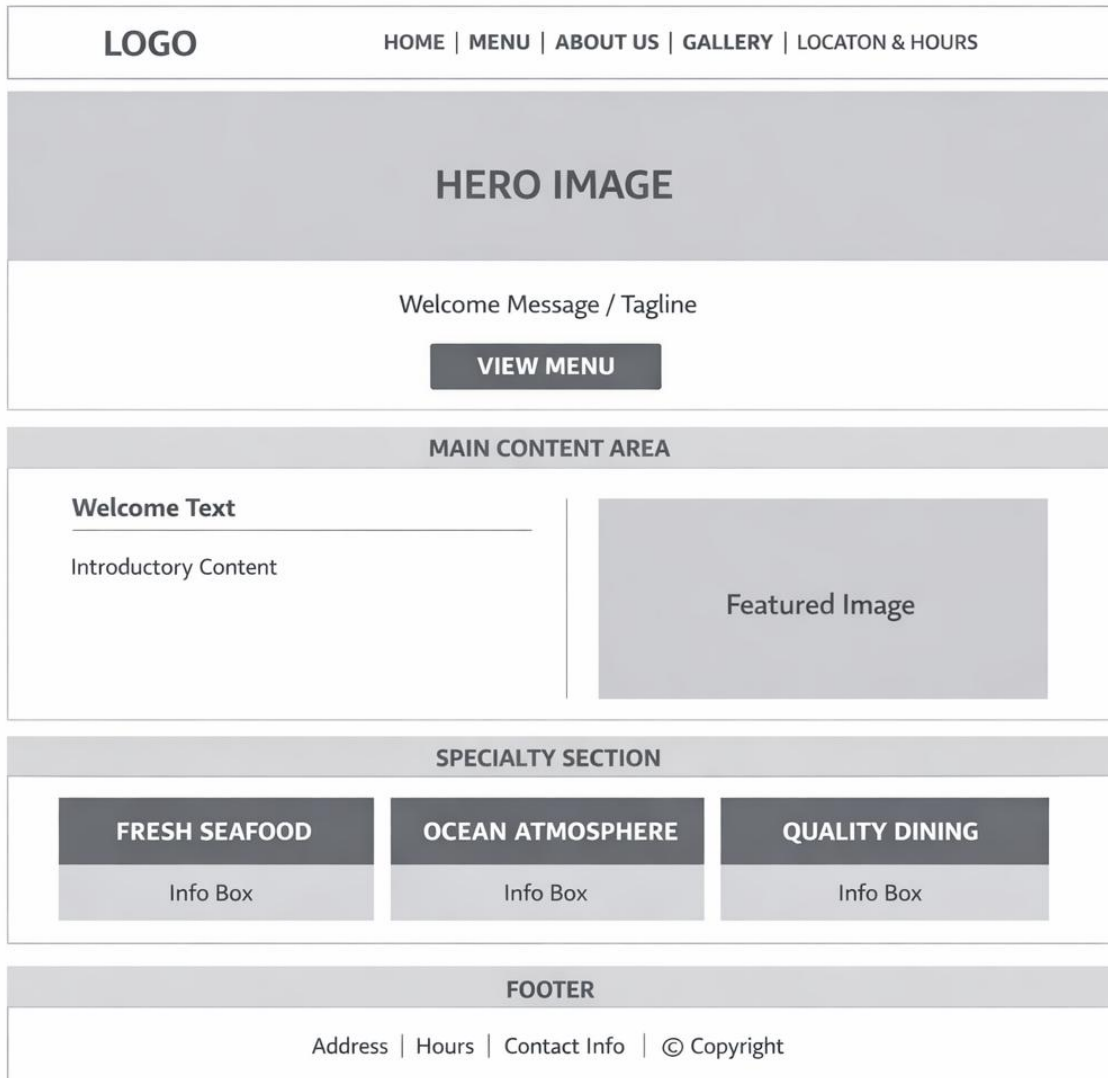 LOGO
HOME | MENU | ABOUT US | GALLERY | LOCATON & HOURS
HERO IMAGE
Welcome Message / Tagline
VIEW MENU
MAIN CONTENT AREA
Welcome Text
Introductory Content
Featured Image
SPECIALTY SECTION
FRESH SEAFOOD
Info Box
OCEAN ATMOSPHERE
Info Box
QUALITY DINING
Info Box
FOOTER
Address | Hours | Contact Info | © Copyright